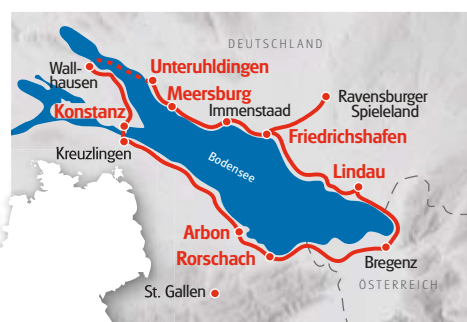 DEUTSCHLAND
Wall-
hausen
Unteruhldingen
Meersburg
Immenstaad
Ravensburger
Spieleland
Konstanz
Friedrichshafen
Kreuzlingen
Bodensee
Lindau
Arbon
Rorschach
Bregenz
St. Gallen
ÖSTERREICH